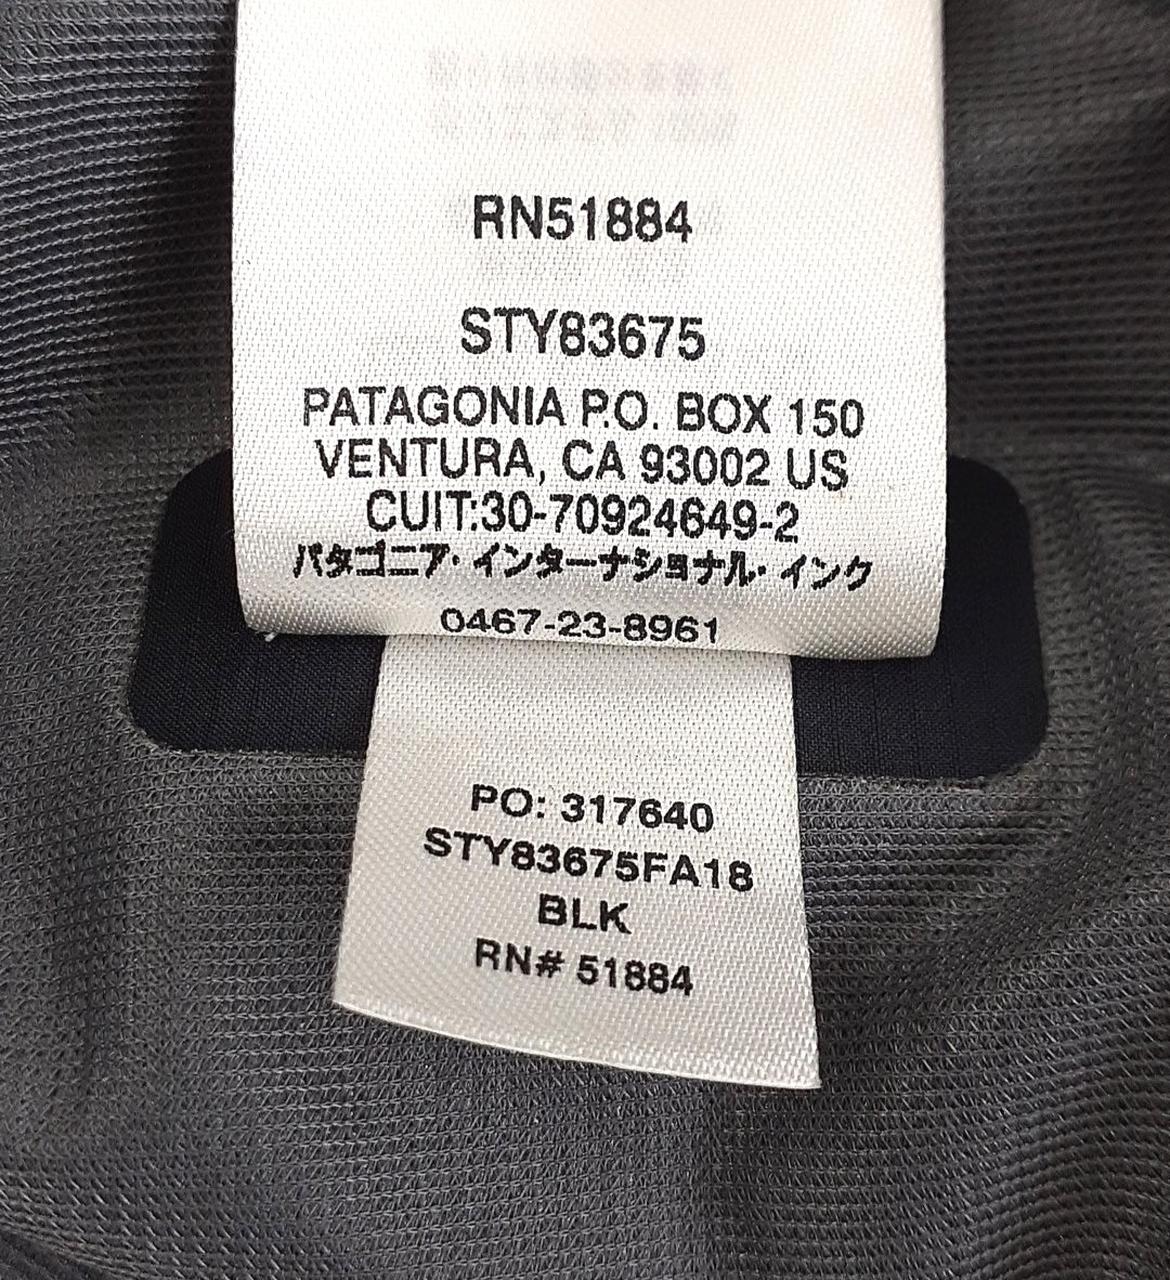 RN51884
STY83675
PATAGONIA P.O. BOX 150
VENTURA, CA 93002 US
CUIT:30-70924649-2
パタゴニア・インターナショナル・インク
0467-23-8961
PO: 317640
STY83675FA18
BLK
RN# 51884